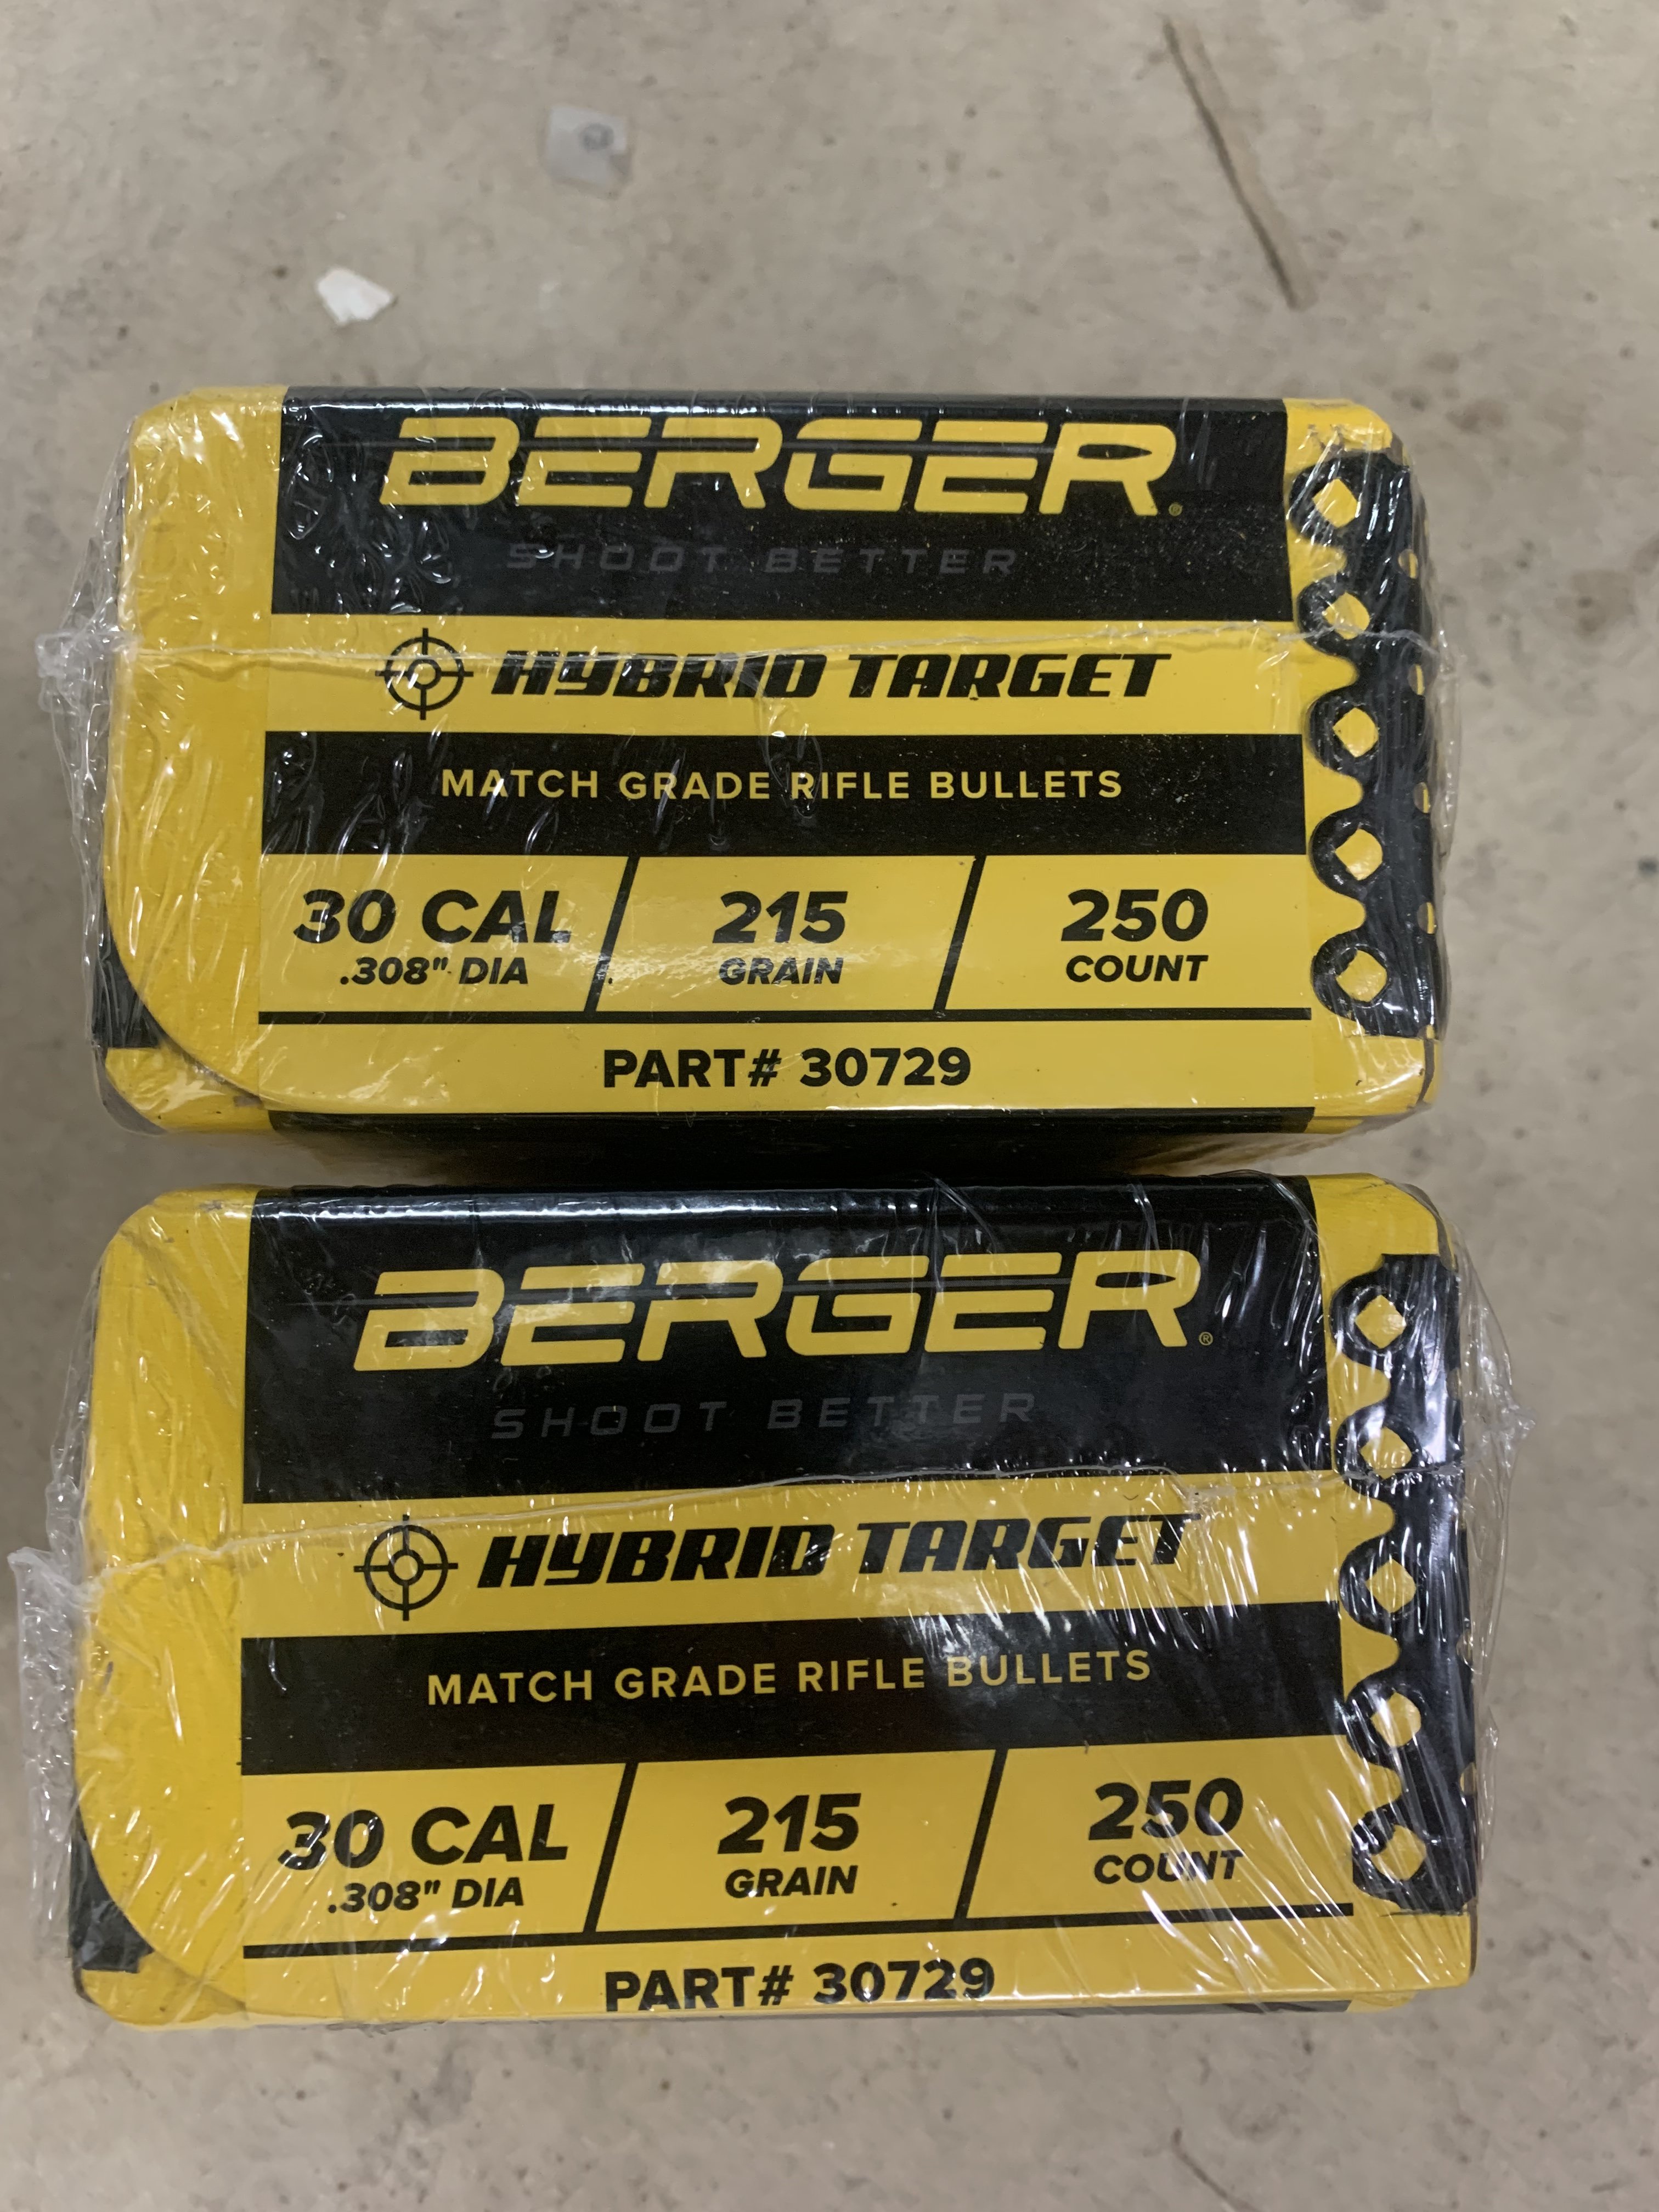 BERGER®
SHOOT BETTER
HYBRID TARGET
MATCH GRADE RIFLE BULLETS
30 CAL 215 250
.308" DIA GRAIN COUNT
PART# 30729
BERGER®
SHOOT BETTER
HYBRID TARGET
MATCH GRADE RIFLE BULLETS
30 CAL 215 250
.308" DIA GRAIN COUNT
PART# 30729